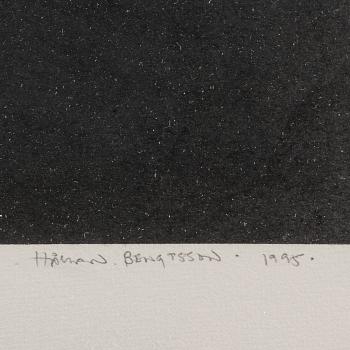 HÅKAN. BENGTSSON · 1995.